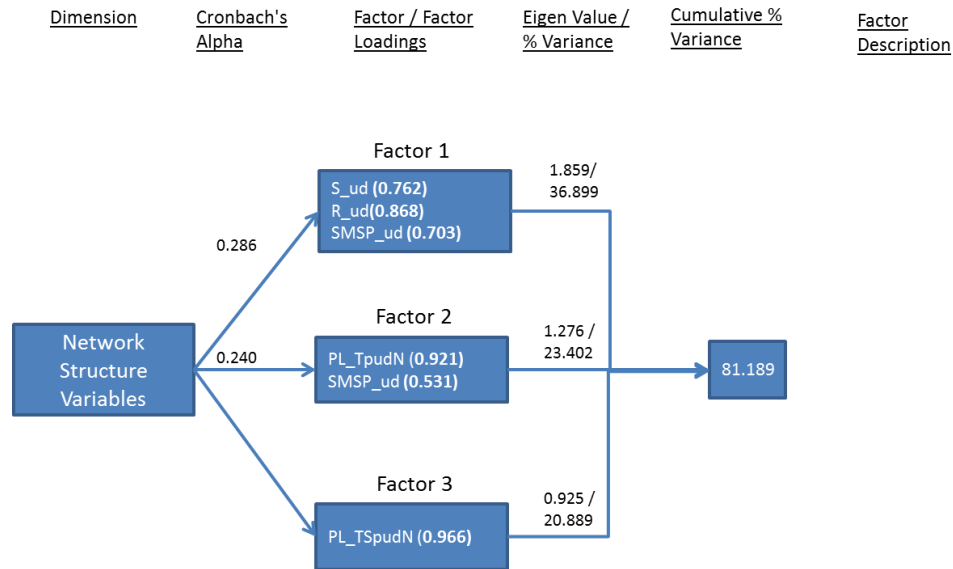 Dimension
Cronbach's
Alpha
Factor / Factor
Loadings
Eigen Value /
% Variance
Cumulative %
Variance
Factor
Description
Factor 1
S_ud (0.762)
R_ud(0.868)
SMSP_ud (0.703)
1.859/
36.899
0.286
Factor 2
PL_TpudN (0.921)
SMSP_ud (0.531)
1.276 /
23.402
0.240
Network
Structure
Variables
81.189
Factor 3
PL_TSpudN (0.966)
0.925 /
20.889